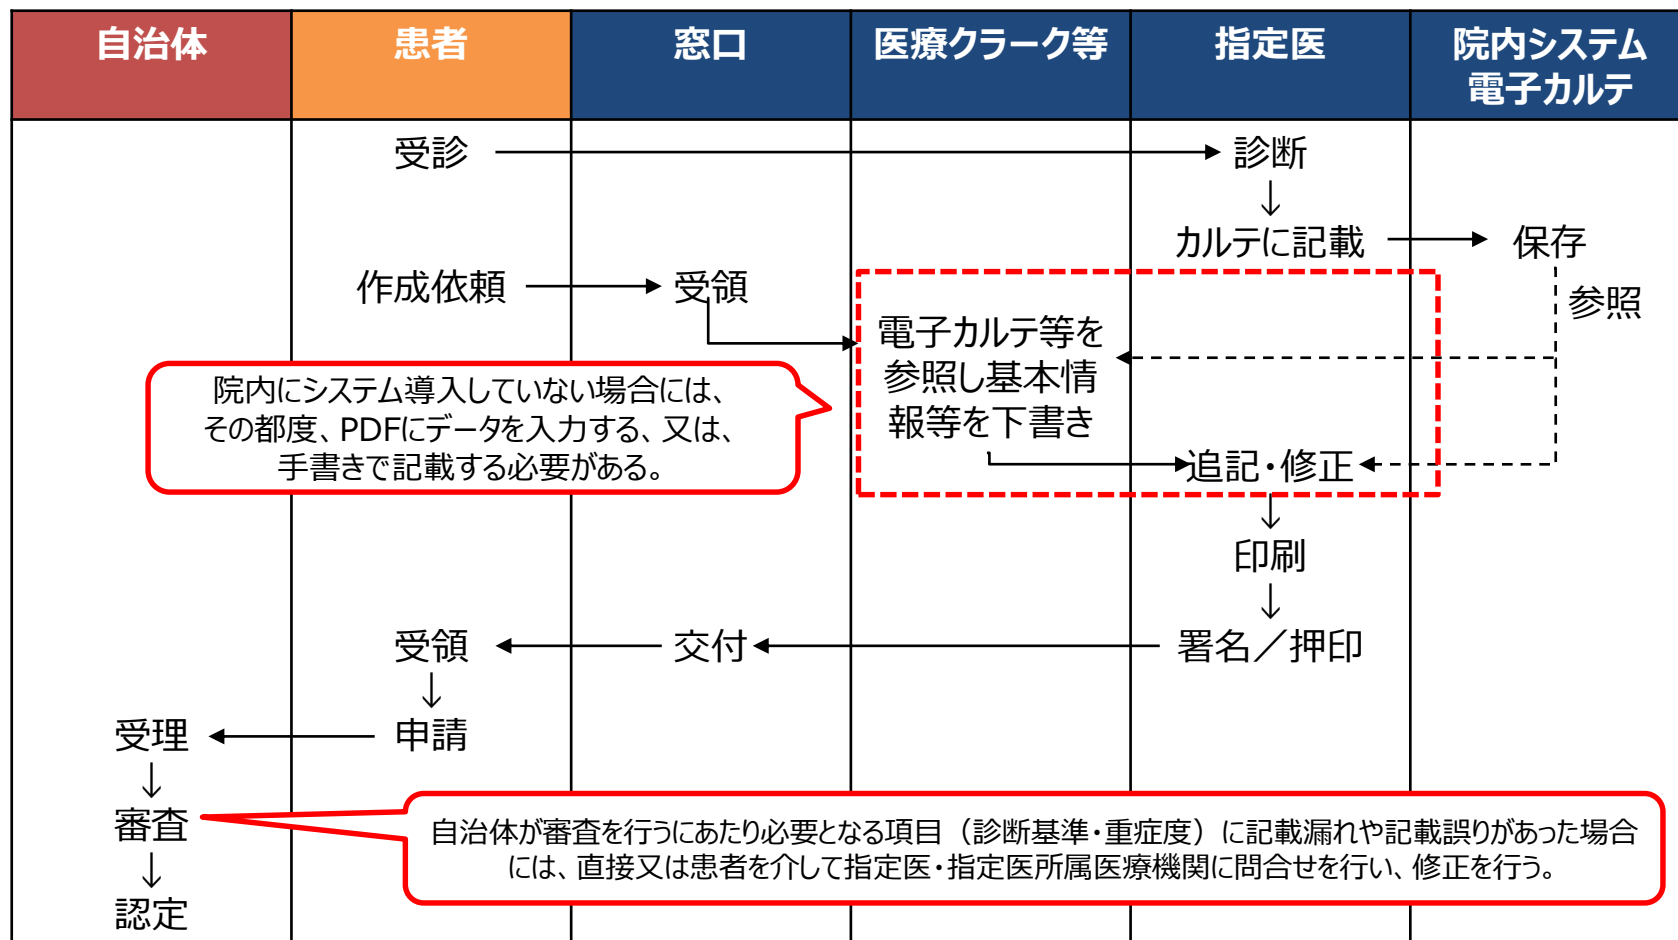 自治体
患者
窓口
医療クラーク等
指定医
院内システム
電子カルテ
受診
診断
カルテに記載
保存
作成依頼
受領
参照
電子カルテ等を
参照し基本情
報等を下書き
院内にシステム導入していない場合には、
その都度、PDFにデータを入力する、又は、
手書きで記載する必要がある。
追記・修正
印刷
署名／押印
交付
受領
申請
受理
審査
自治体が審査を行うにあたり必要となる項目（診断基準・重症度）に記載漏れや記載誤りがあった場合
には、直接又は患者を介して指定医・指定医所属医療機関に問合せを行い、修正を行う。
認定